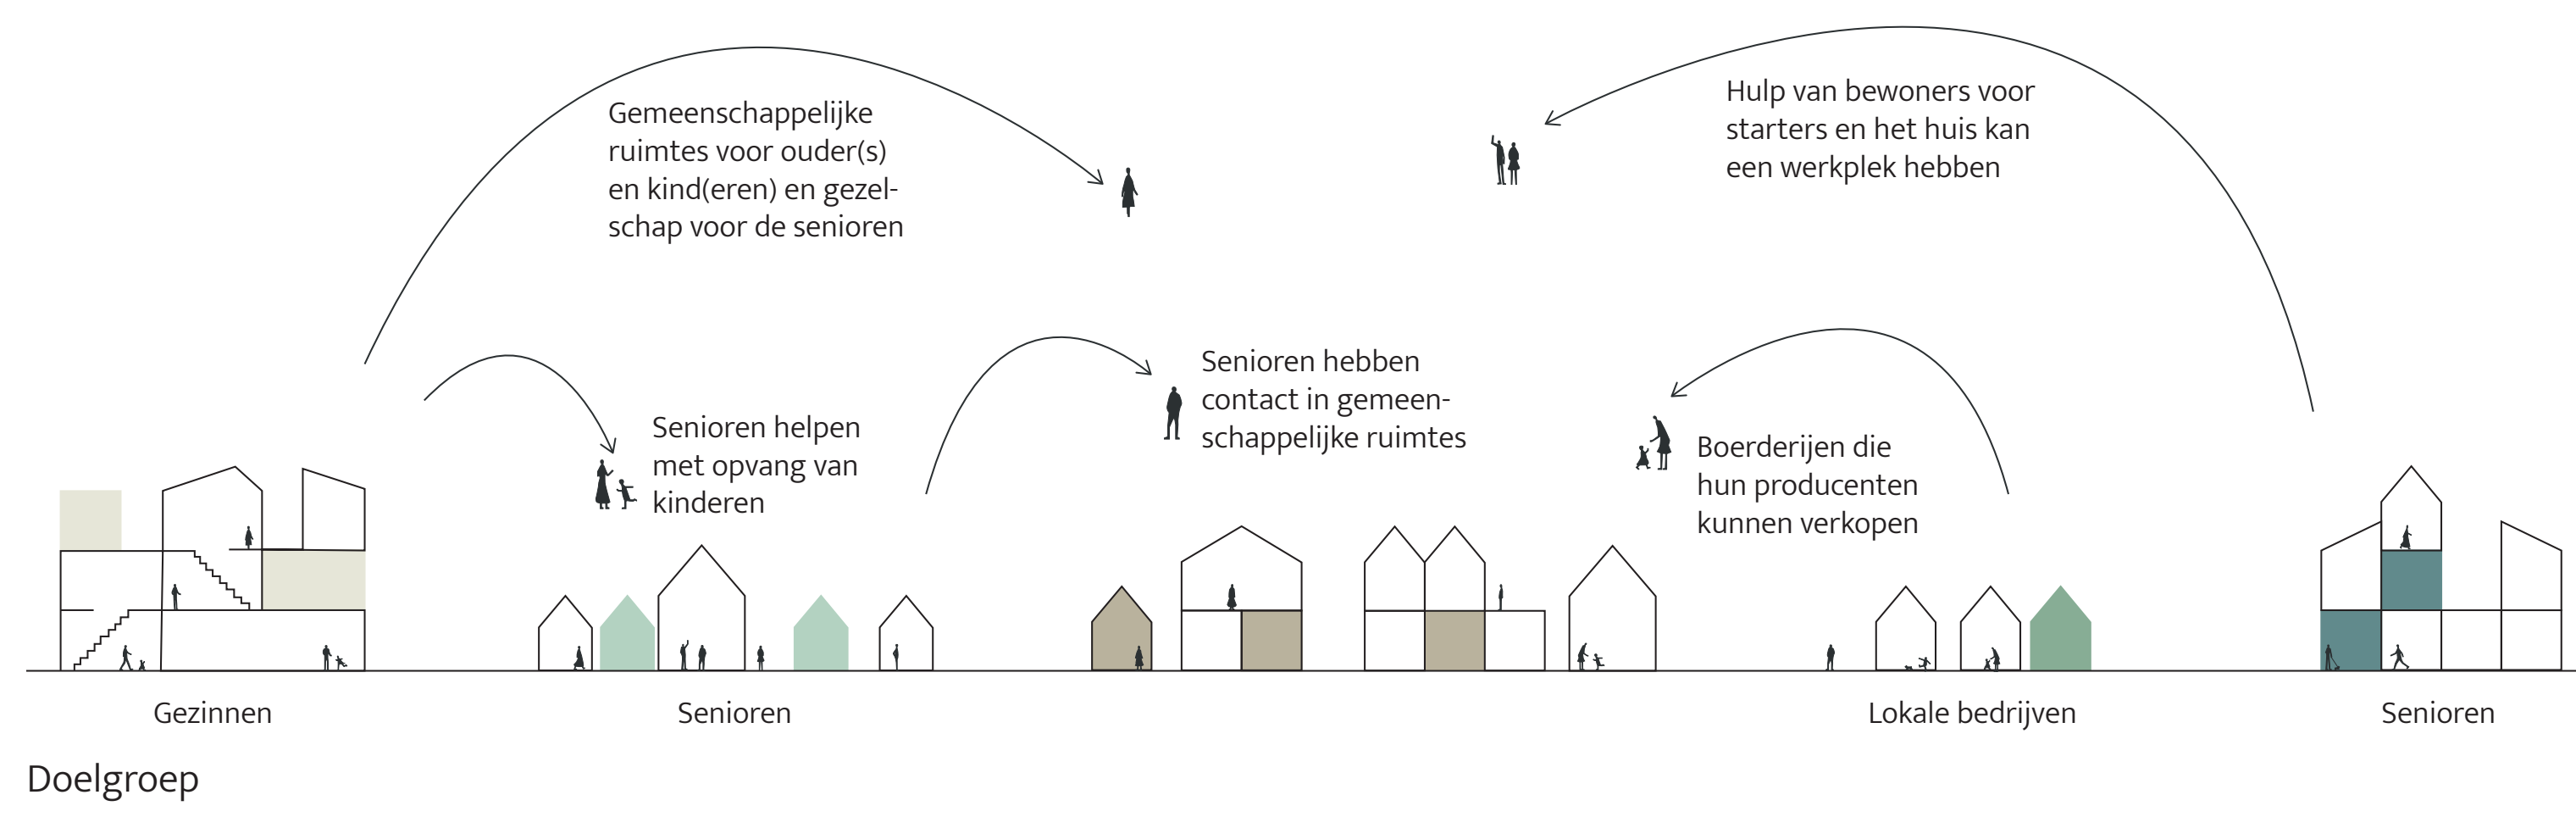 Gemeenschappelijke
ruimtes voor ouder(s)
en kind(eren) en gezel-
schap voor de senioren
Hulp van bewoners voor
starters en het huis kan
een werkplek hebben
Senioren helpen
met opvang van
kinderen
Senioren hebben
contact in gemeen-
schappelijke ruimtes
Boerderijen die
hun producenten
kunnen verkopen
Gezinnen
Senioren
Lokale bedrijven
Senioren
Doelgroep